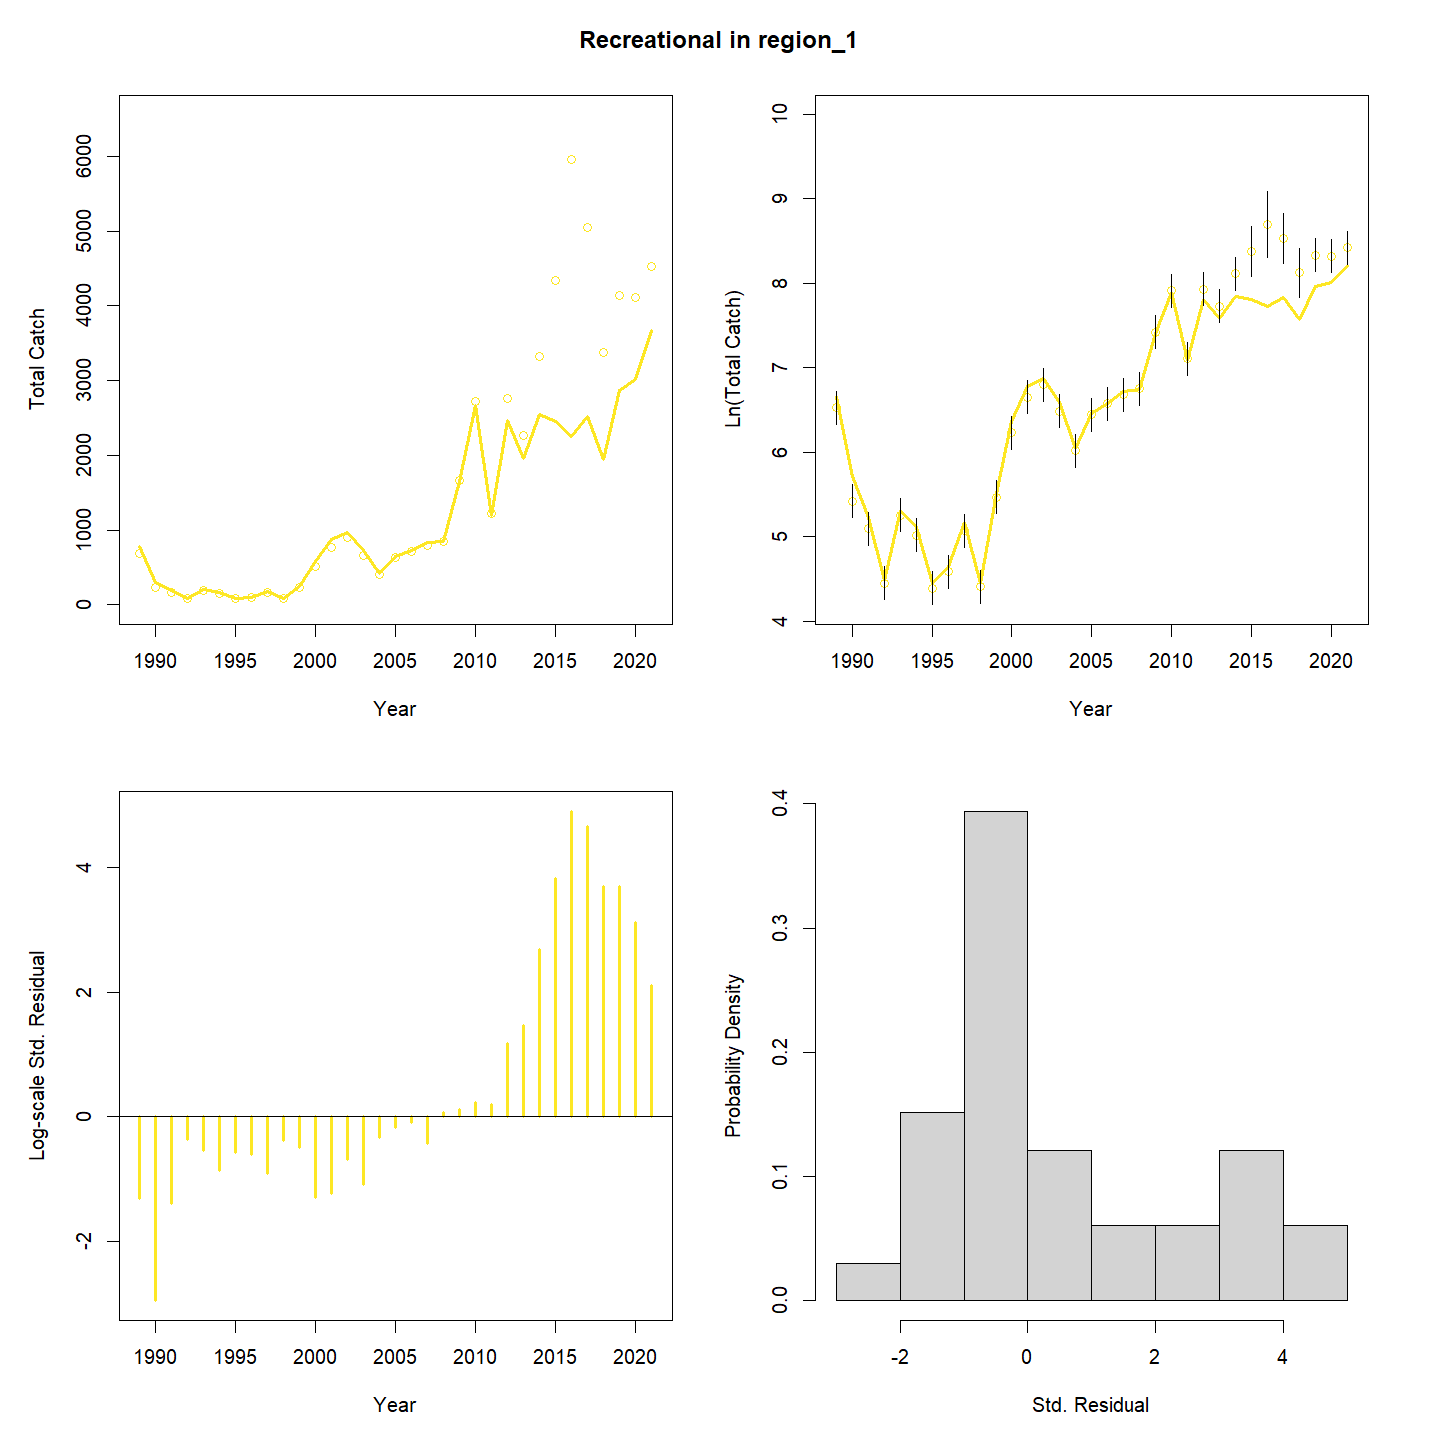 Recreational in region_1
Total Catch
6000
5000
4000
3000
2000
1000
0
1990 1995 2000 2005 2010 2015 2020
Year
Ln(Total Catch)
10
9
8
7
6
5
4
1990 1995 2000 2005 2010 2015 2020
Year
Log-scale Std. Residual
4
2
0
-2
1990 1995 2000 2005 2010 2015 2020
Year
Probability Density
0.4
0.3
0.2
0.1
0.0
-2 0 2 4
Std. Residual